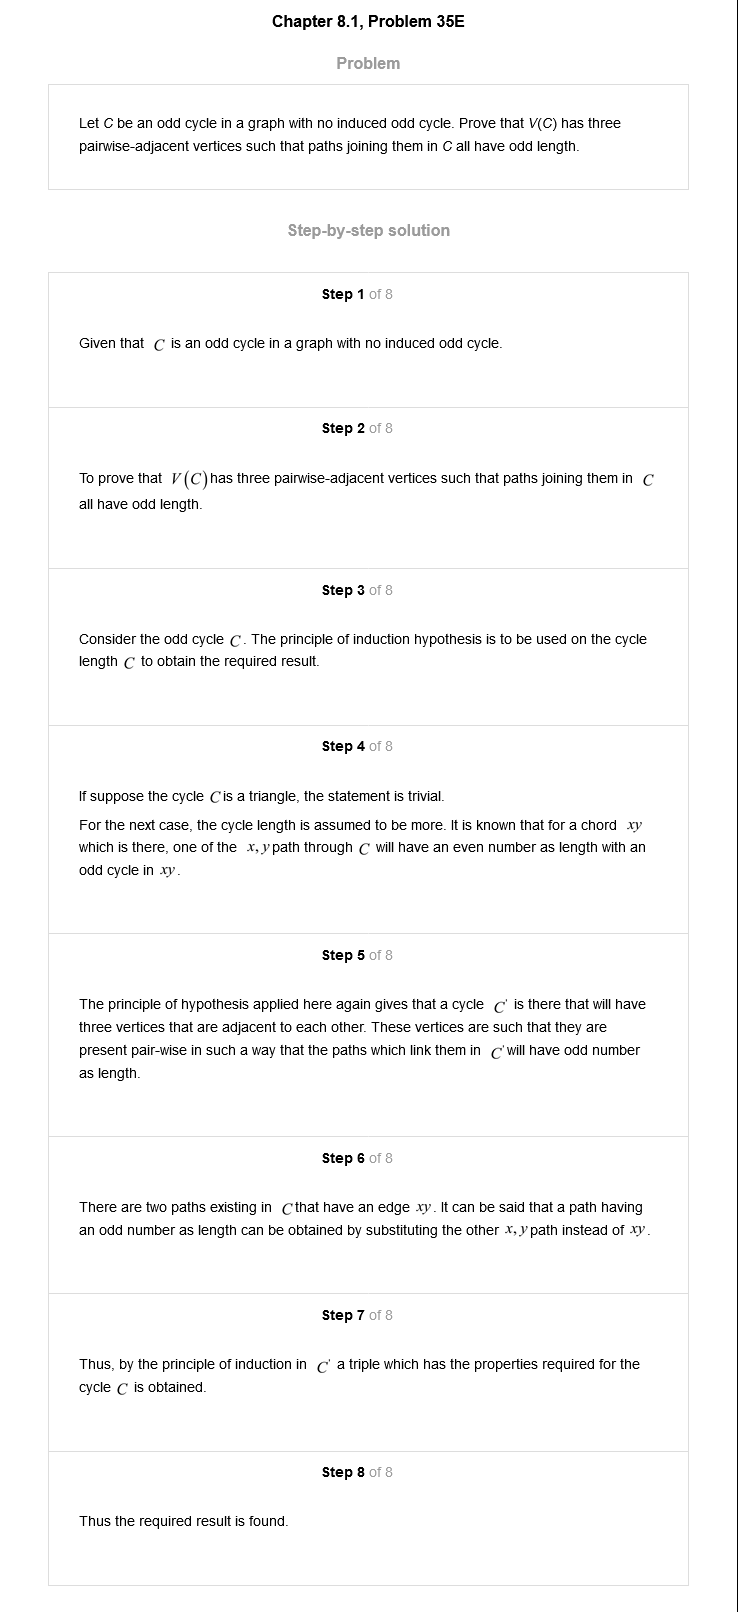 Chapter 8.1, Problem 35E
Problem
Let C be an odd cycle in a graph with no induced odd cycle. Prove that V(C) has three
pairwise-adjacent vertices such that paths joining them in C all have odd length.
Step-by-step solution
Step 1 of 8
Given that C is an odd cycle in a graph with no induced odd cycle.
Step 2 of 8
To prove that V(C) has three pairwise-adjacent vertices such that paths joining them in C
all have odd length.
Step 3 of 8
Consider the odd cycle C. The principle of induction hypothesis is to be used on the cycle
length C to obtain the required result.
Step 4 of 8
If suppose the cycle C is a triangle, the statement is trivial.
For the next case, the cycle length is assumed to be more. It is known that for a chord xy
which is there, one of the x, y path through C will have an even number as length with an
odd cycle in xy.
Step 5 of 8
The principle of hypothesis applied here again gives that a cycle C' is there that will have
three vertices that are adjacent to each other. These vertices are such that they are
present pair-wise in such a way that the paths which link them in C' will have odd number
as length.
Step 6 of 8
There are two paths existing in C that have an edge xy. It can be said that a path having
an odd number as length can be obtained by substituting the other x, y path instead of xy.
Step 7 of 8
Thus, by the principle of induction in C' a triple which has the properties required for the
cycle C is obtained.
Step 8 of 8
Thus the required result is found.